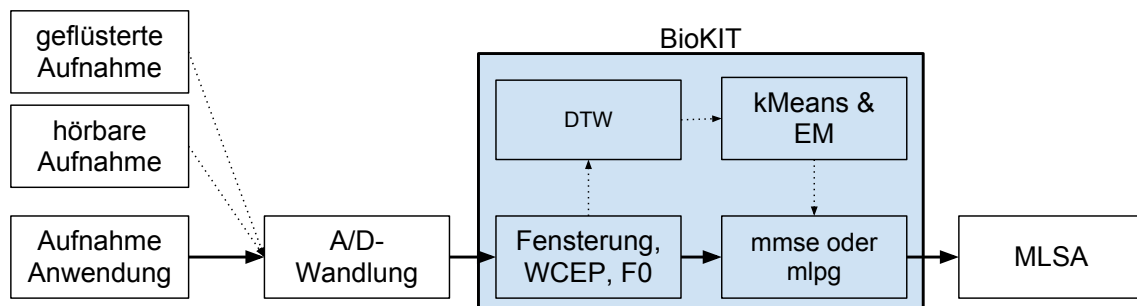 geflüsterte
Aufnahme
BioKIT
hörbare
Aufnahme
DTW
kMeans &
EM
Aufnahme
Anwendung
A/D-
Wandlung
Fensterung,
WCEP, F0
mmse oder
mlpg
MLSA